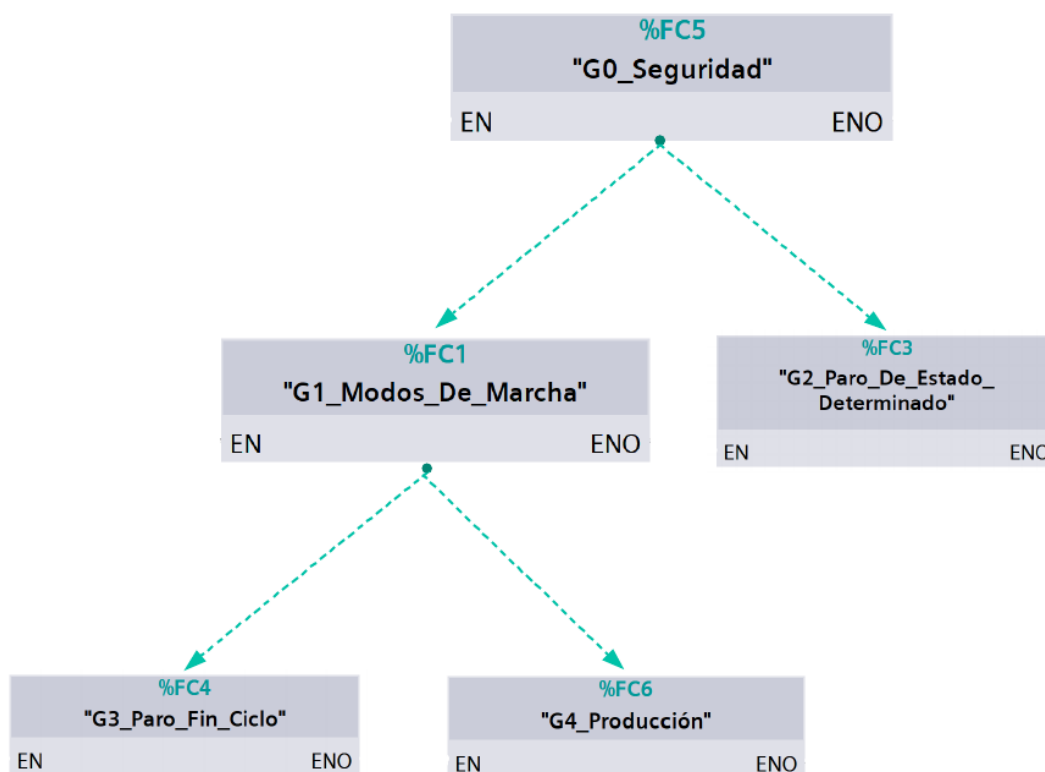 %FC5
"G0_Seguridad"
EN ENO
%FC1
"G1_Modos_De_Marcha"
EN ENO
%FC3
"G2_Paro_De_Estado_
Determinado"
EN ENO
%FC4
"G3_Paro_Fin_Ciclo"
EN ENO
%FC6
"G4_Producción"
EN ENO